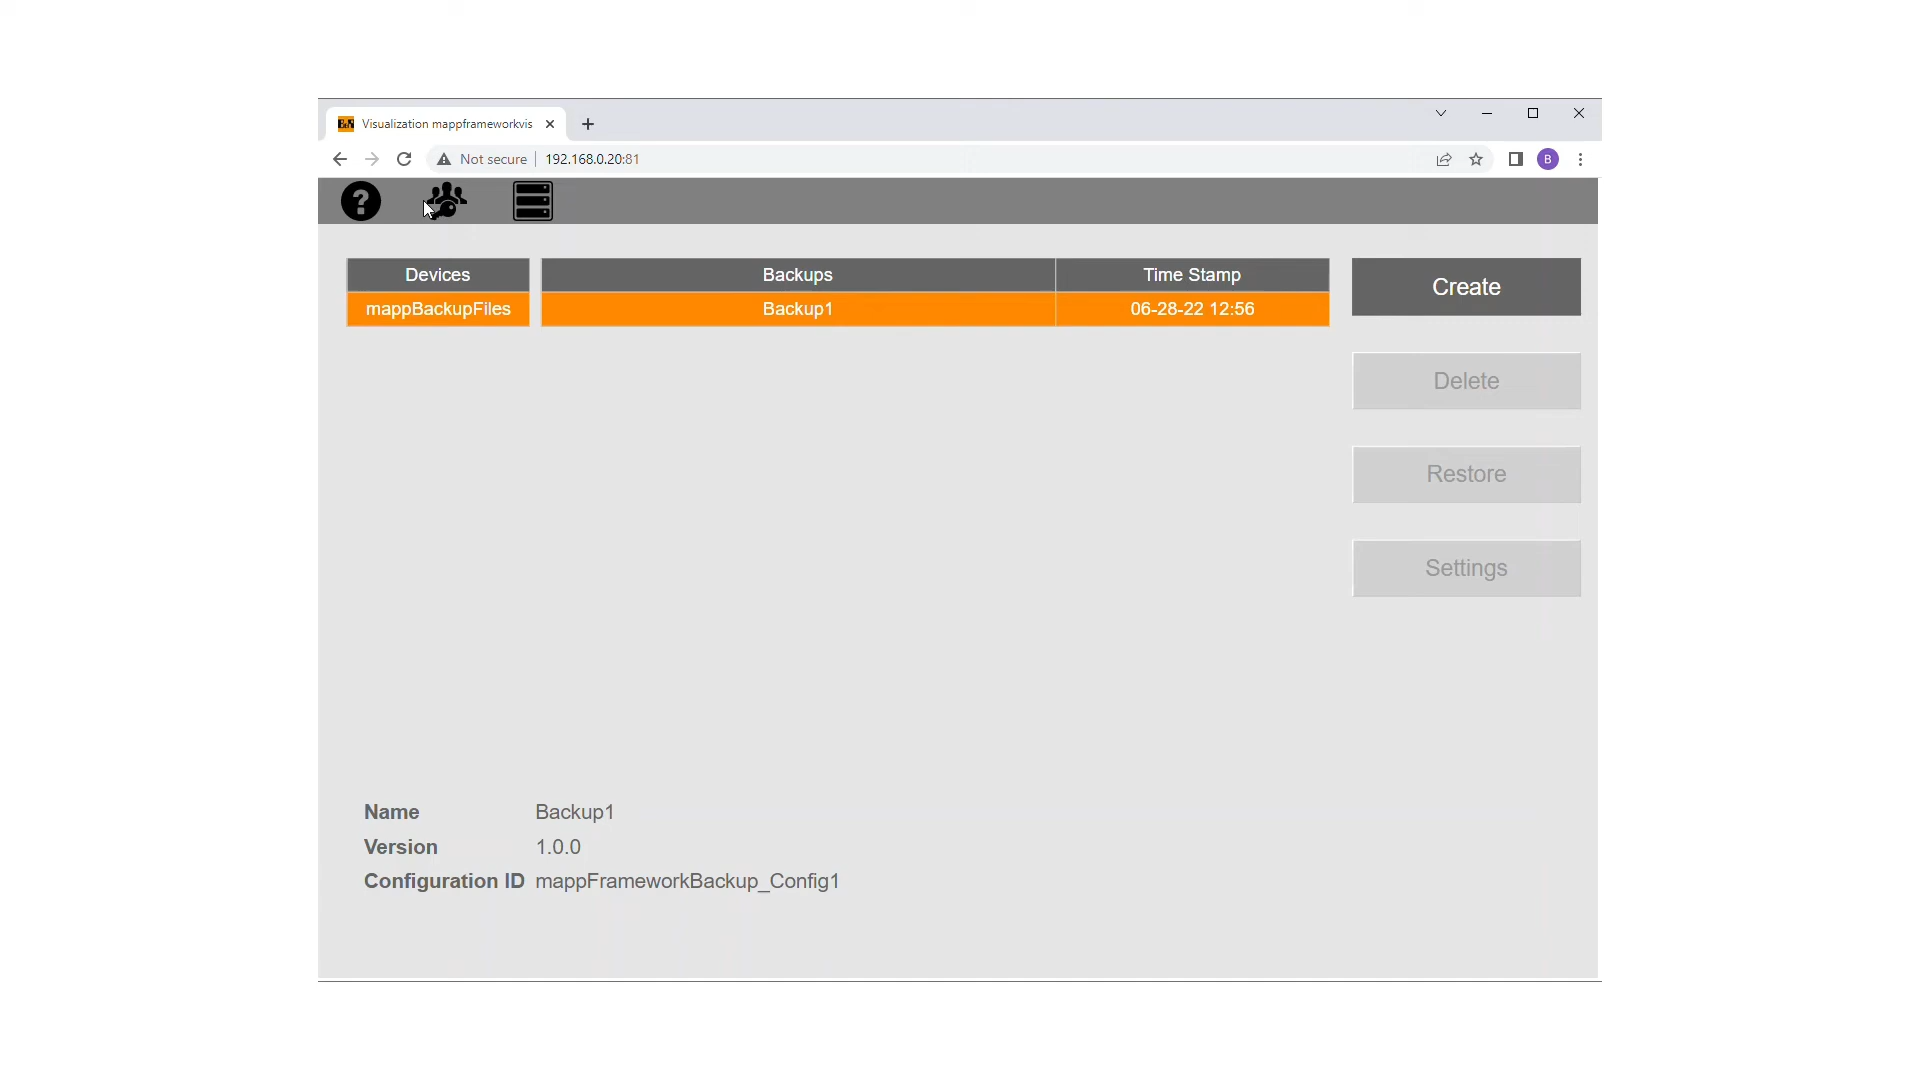 Visualization mappframeworkvis
Not secure 192.168.0.20:81 B
?
Devices Backups Time Stamp Create
mappBackupFiles Backup1 06-28-22 12:56
Delete
Restore
Settings
Name Backup1
Version 1.0.0
Configuration ID mappFrameworkBackup_Config1